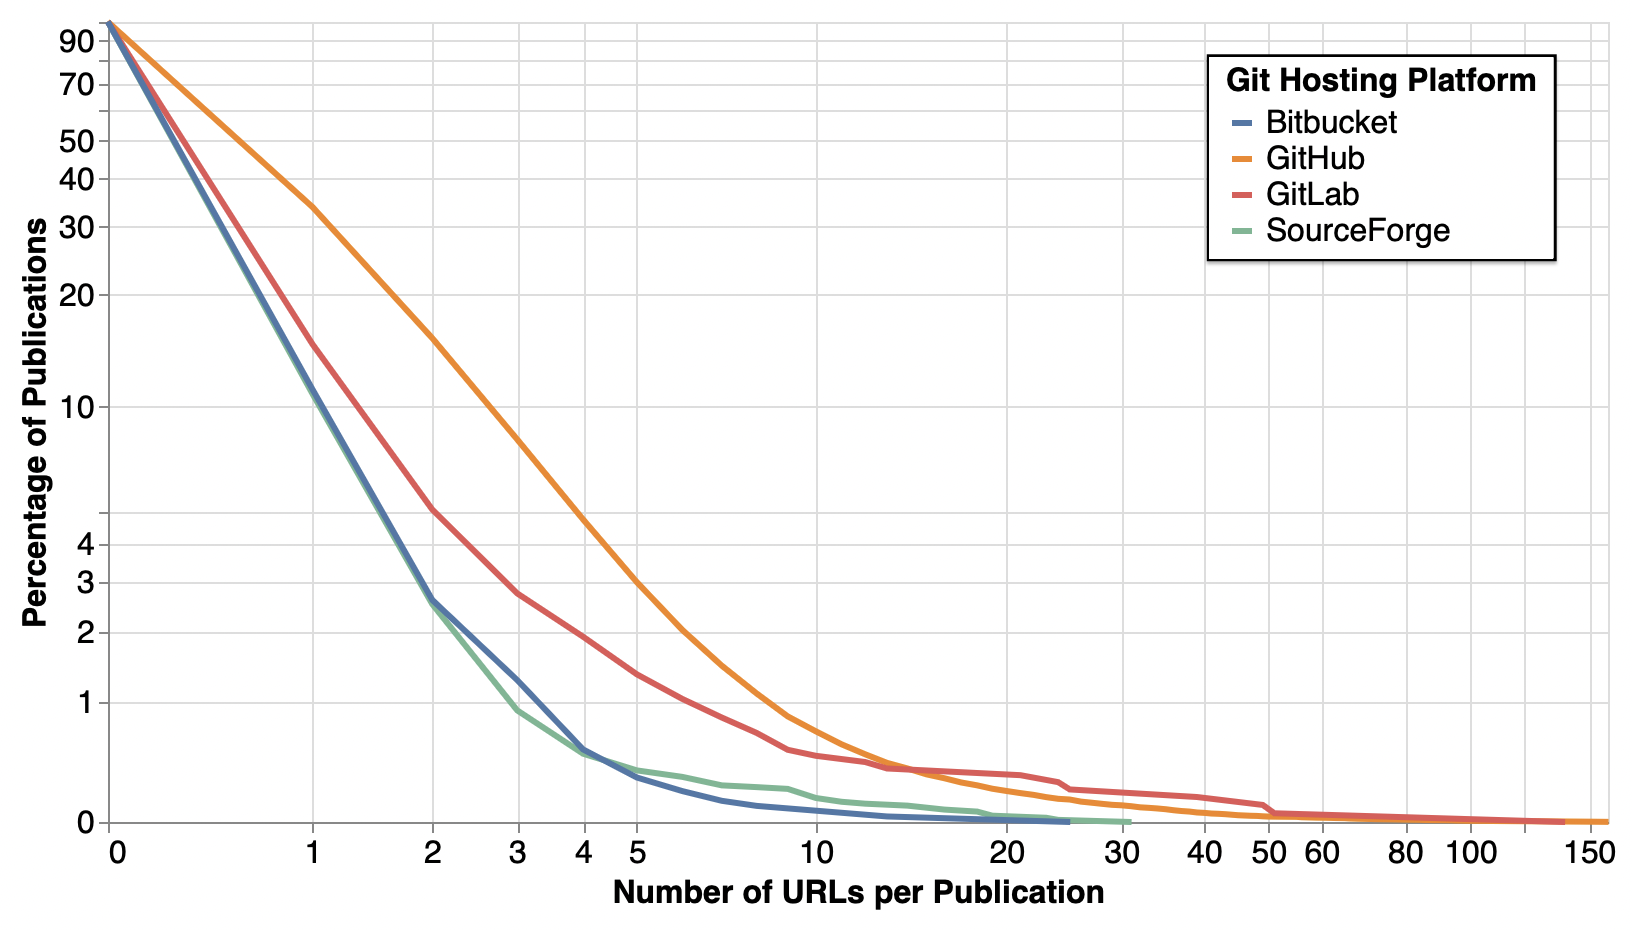 90
70
50
40
30
20
10
4
3
2
1
0
Percentage of Publications
Git Hosting Platform
Bitbucket
GitHub
GitLab
SourceForge
0 1 2 3 4 5 10 20 30 40 50 60 80 100 150
Number of URLs per Publication